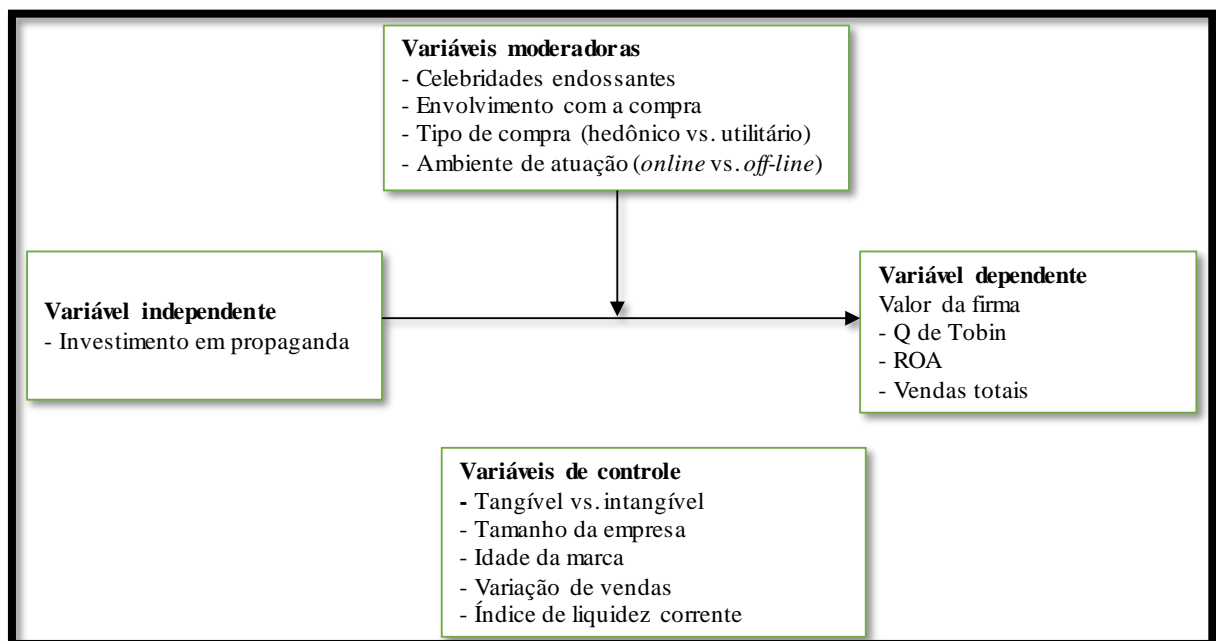 Variáveis moderadoras
- Celebridades endossantes
- Envolvimento com a compra
- Tipo de compra (hedônico vs. utilitário)
- Ambiente de atuação (online vs. off-line)
Variável independente
- Investimento em propaganda
Variável dependente
Valor da firma
- Q de Tobin
- ROA
- Vendas totais
Variáveis de controle
- Tangível vs. intangível
- Tamanho da empresa
- Idade da marca
- Variação de vendas
- Índice de liquidez corrente